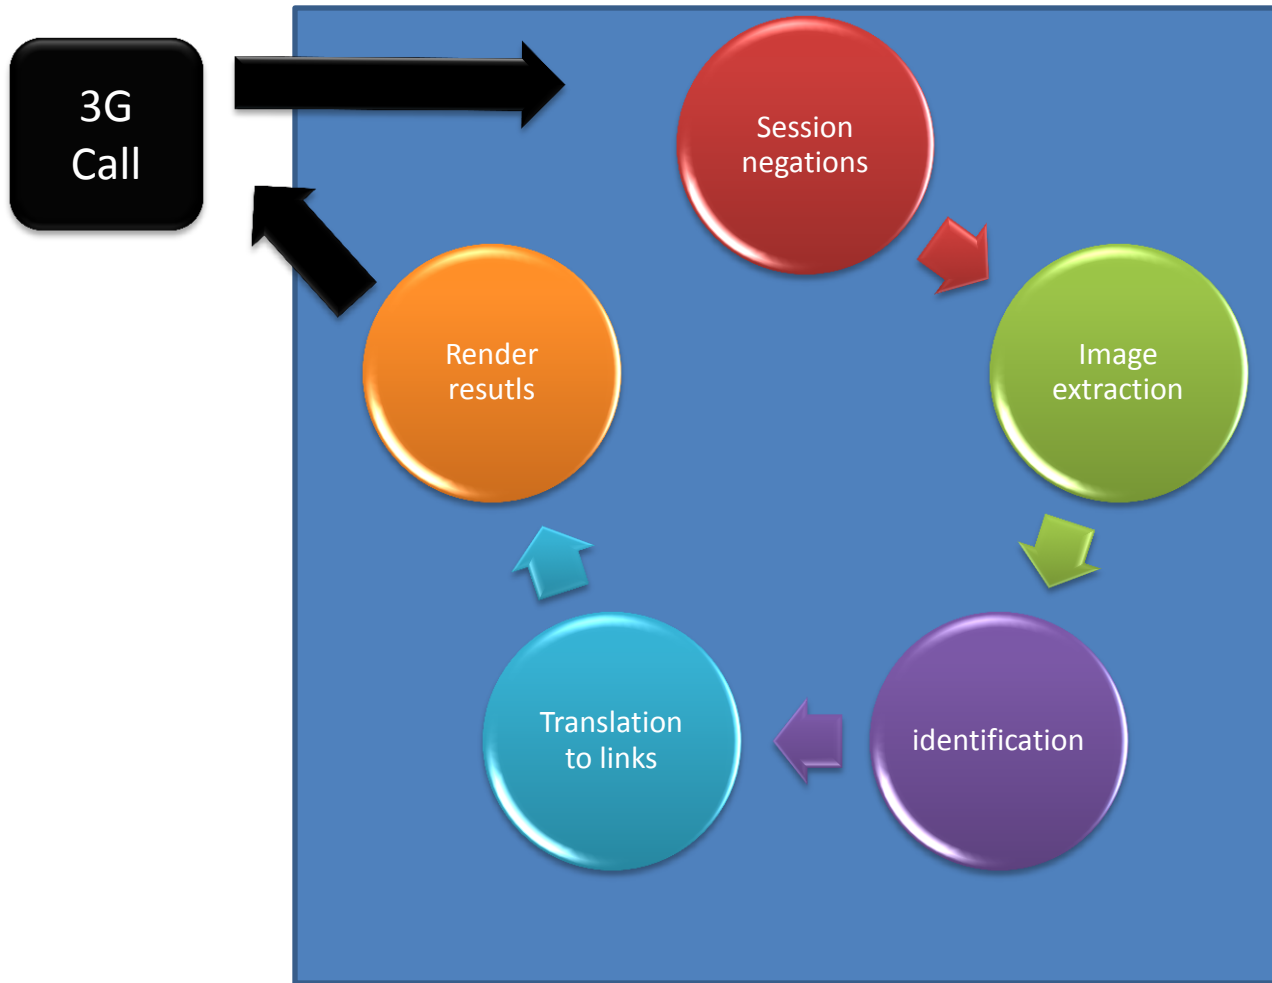 3G
Call
Session
negations
Image
extraction
identification
Translation
to links
Render
resutls